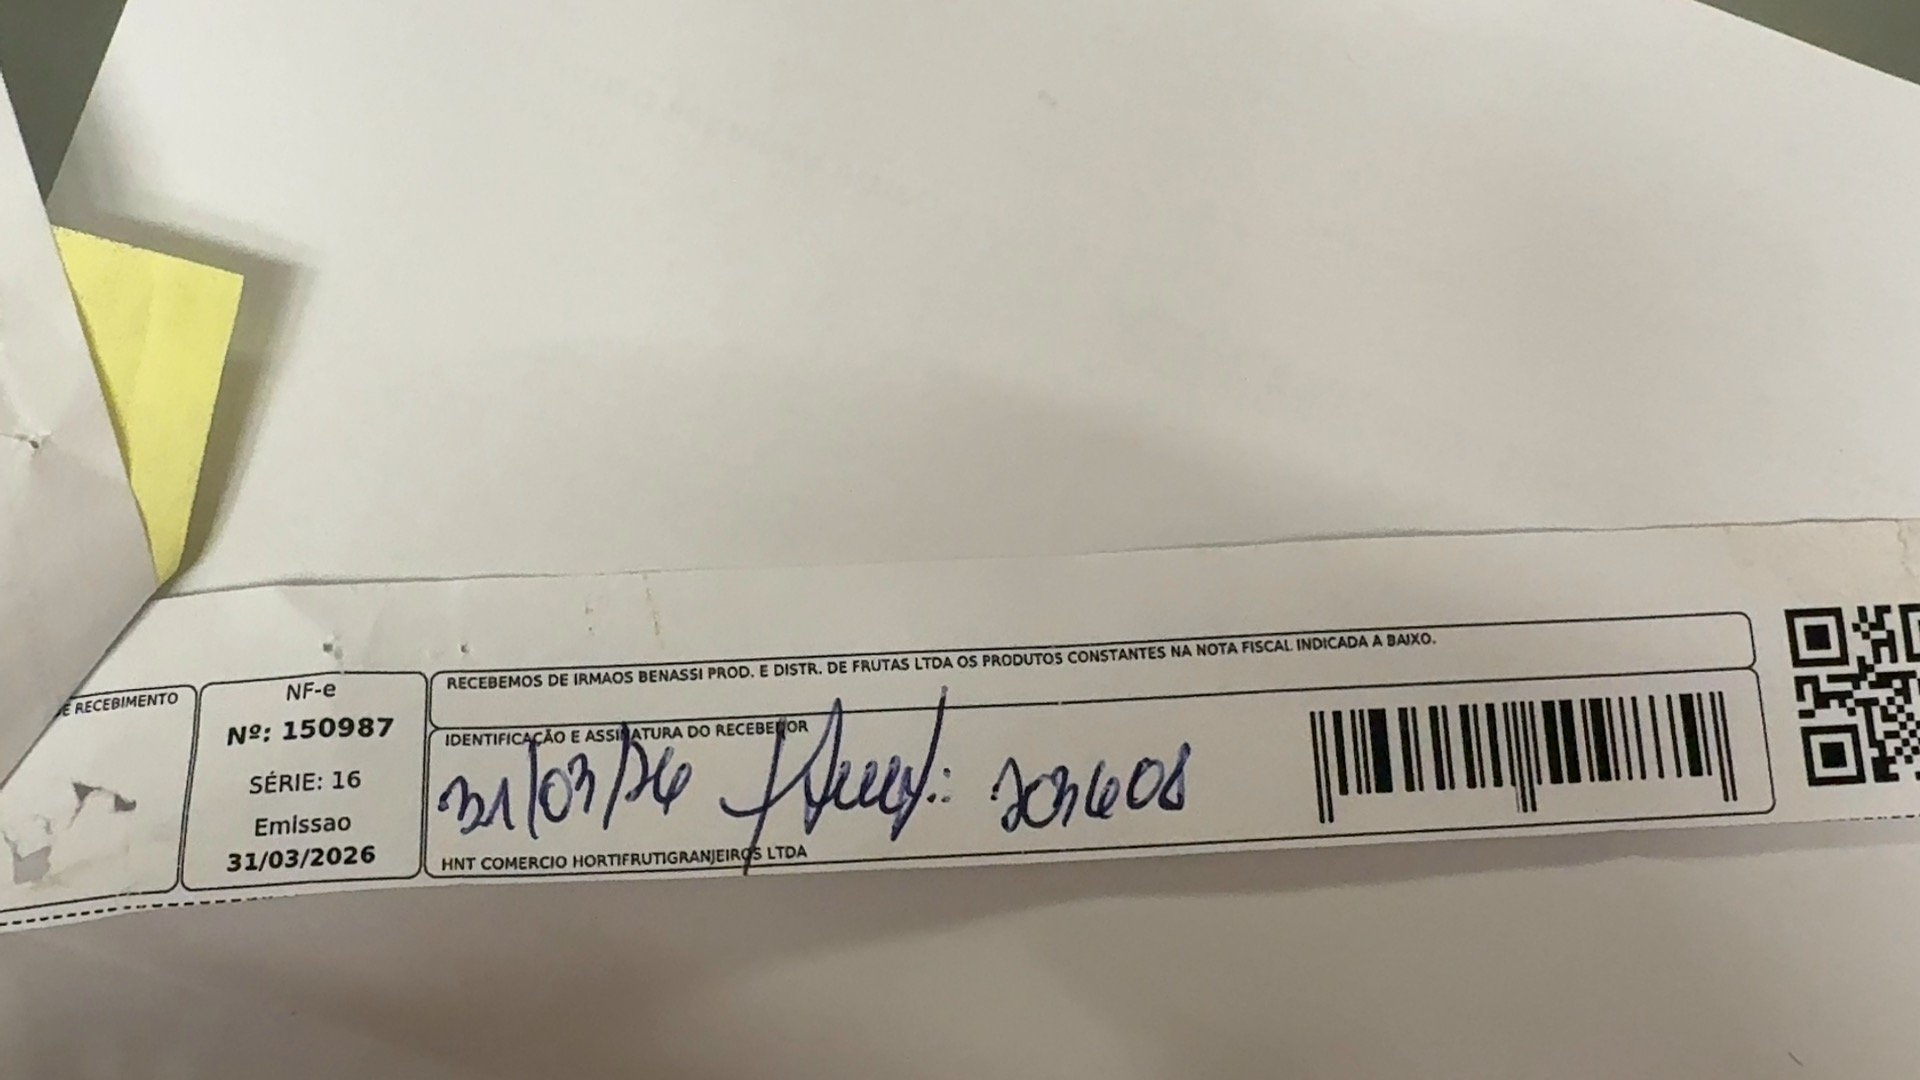 E RECEBIMENTO
NF-e
Nº: 150987
SÉRIE: 16
Emissao
31/03/2026
RECEBEMOS DE IRMAOS BENASSI PROD. E DISTR. DE FRUTAS LTDA OS PRODUTOS CONSTANTES NA NOTA FISCAL INDICADA A BAIXO.
IDENTIFICAÇÃO E ASSINATURA DO RECEBEDOR
31/03/26
HNT COMERCIO HORTIFRUTIGRANJEIROS LTDA